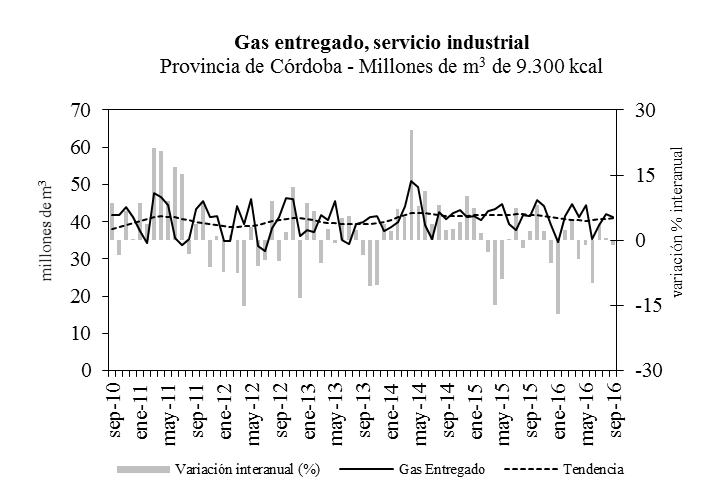 Gas entregado, servicio industrial
Provincia de Córdoba - Millones de m³ de 9.300 kcal
70
60
50
40
30
20
10
0
millones de m³
30
15
0
-15
-30
variación % interanual
sep-10
ene-11
may-11
sep-11
ene-12
may-12
sep-12
ene-13
may-13
sep-13
ene-14
may-14
sep-14
ene-15
may-15
sep-15
ene-16
may-16
sep-16
Variación interanual (%)
Gas Entregado
Tendencia